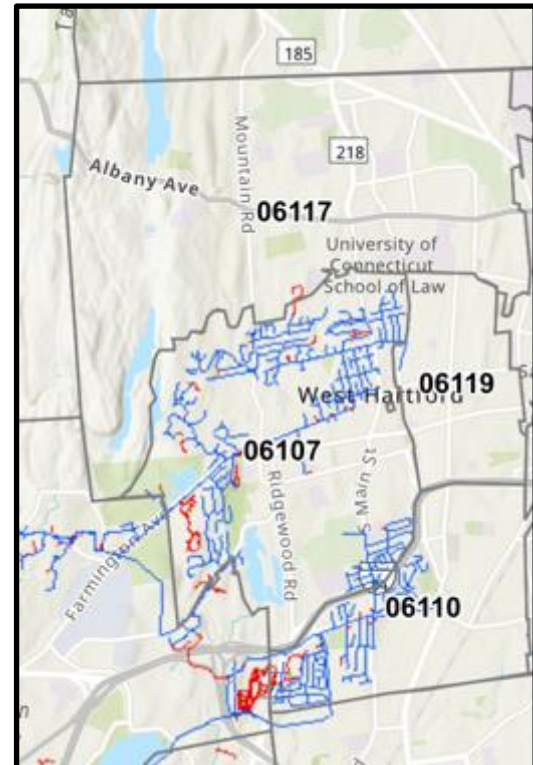 Ta
185
Mountain Rd
218
Albany Ave
06117
University of
Connecticut
School of Law
06119
West Hartford
06107
Ridgewood Rd
S Main St
Farmington Ave
06110